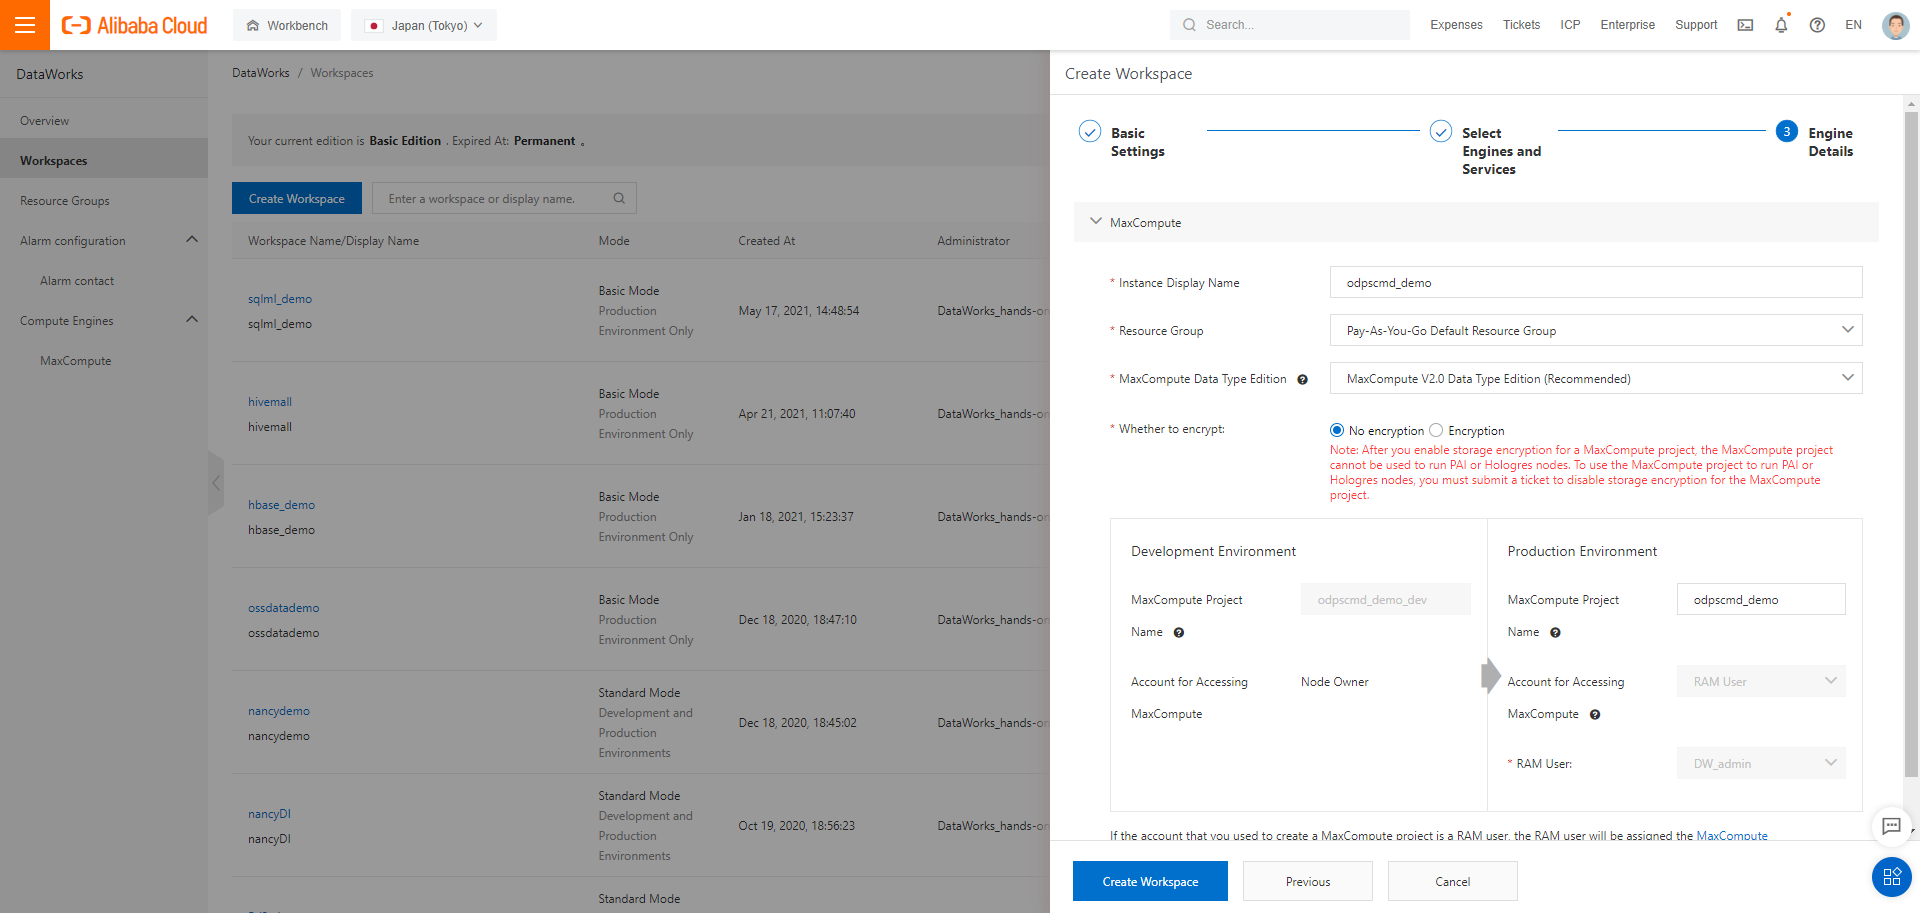 Alibaba Cloud
Workbench
Japan (Tokyo)
Search...
Expenses
Tickets
ICP
Enterprise
Support
EN
DataWorks
Overview
Workspaces
Resource Groups
Alarm configuration
Alarm contact
Compute Engines
MaxCompute
DataWorks / Workspaces
Your current edition is Basic Edition . Expired At: Permanent 。
Create Workspace
Enter a workspace or display name.
Workspace Name/Display Name Mode Created At Administrator
sqlml_demo
sqlml_demo
Basic Mode
Production
Environment Only
May 17, 2021, 14:48:54
DataWorks_hands-on
hivemall
hivemall
Basic Mode
Production
Environment Only
Apr 21, 2021, 11:07:40
DataWorks_hands-on
hbase_demo
hbase_demo
Basic Mode
Production
Environment Only
Jan 18, 2021, 15:23:37
DataWorks_hands-on
ossdatademo
ossdatademo
Basic Mode
Production
Environment Only
Dec 18, 2020, 18:47:10
DataWorks_hands-on
nancydemo
nancydemo
Standard Mode
Development and
Production
Environments
Dec 18, 2020, 18:45:02
DataWorks_hands-on
nancyDI
nancyDI
Standard Mode
Development and
Production
Environments
Oct 19, 2020, 18:56:23
DataWorks_hands-on
Standard Mode
Create Workspace
Basic
Settings
Select
Engines and
Services
3
Engine
Details
MaxCompute
* Instance Display Name
odpscmd_demo
* Resource Group
Pay-As-You-Go Default Resource Group
* MaxCompute Data Type Edition
MaxCompute V2.0 Data Type Edition (Recommended)
* Whether to encrypt:
No encryption
Encryption
Note: After you enable storage encryption for a MaxCompute project, the MaxCompute project
cannot be used to run PAI or Hologres nodes. To use the MaxCompute project to run PAI or
Hologres nodes, you must submit a ticket to disable storage encryption for the MaxCompute
project.
Development Environment
MaxCompute Project
Name
odpscmd_demo_dev
Account for Accessing
MaxCompute
Node Owner
Production Environment
MaxCompute Project
Name
odpscmd_demo
Account for Accessing
MaxCompute
RAM User
* RAM User:
DW_admin
If the account that you used to create a MaxCompute project is a RAM user, the RAM user will be assigned the MaxCompute
Create Workspace
Previous
Cancel